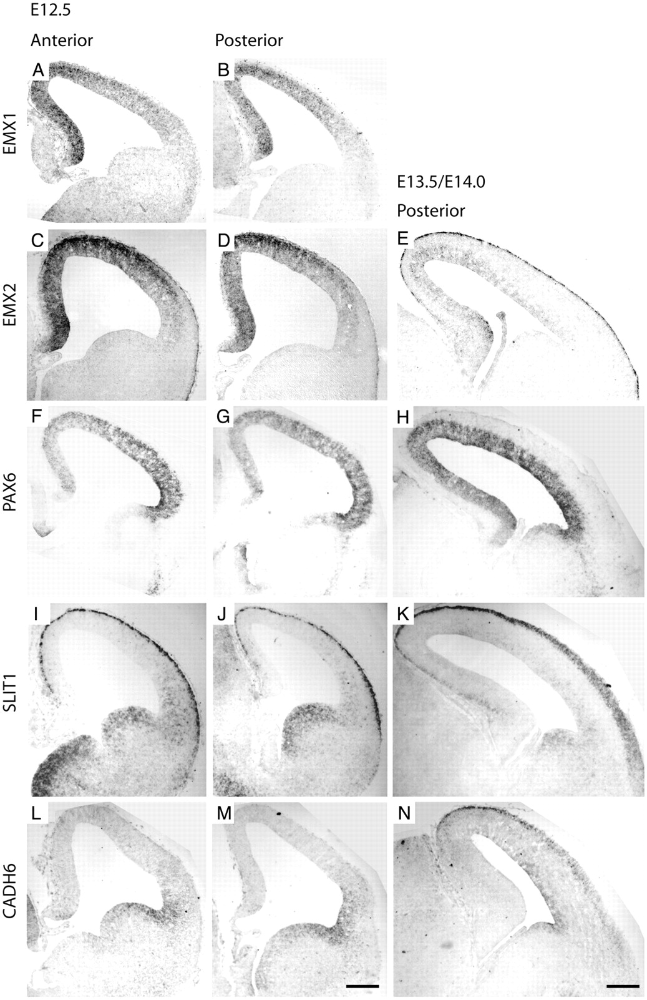 E12.5
Anterior
Posterior
A
B
EMX1
E13.5/E14.0
Posterior
C
D
E
EMX2
F
G
H
PAX6
I
J
K
SLIT1
L
M
N
CADH6